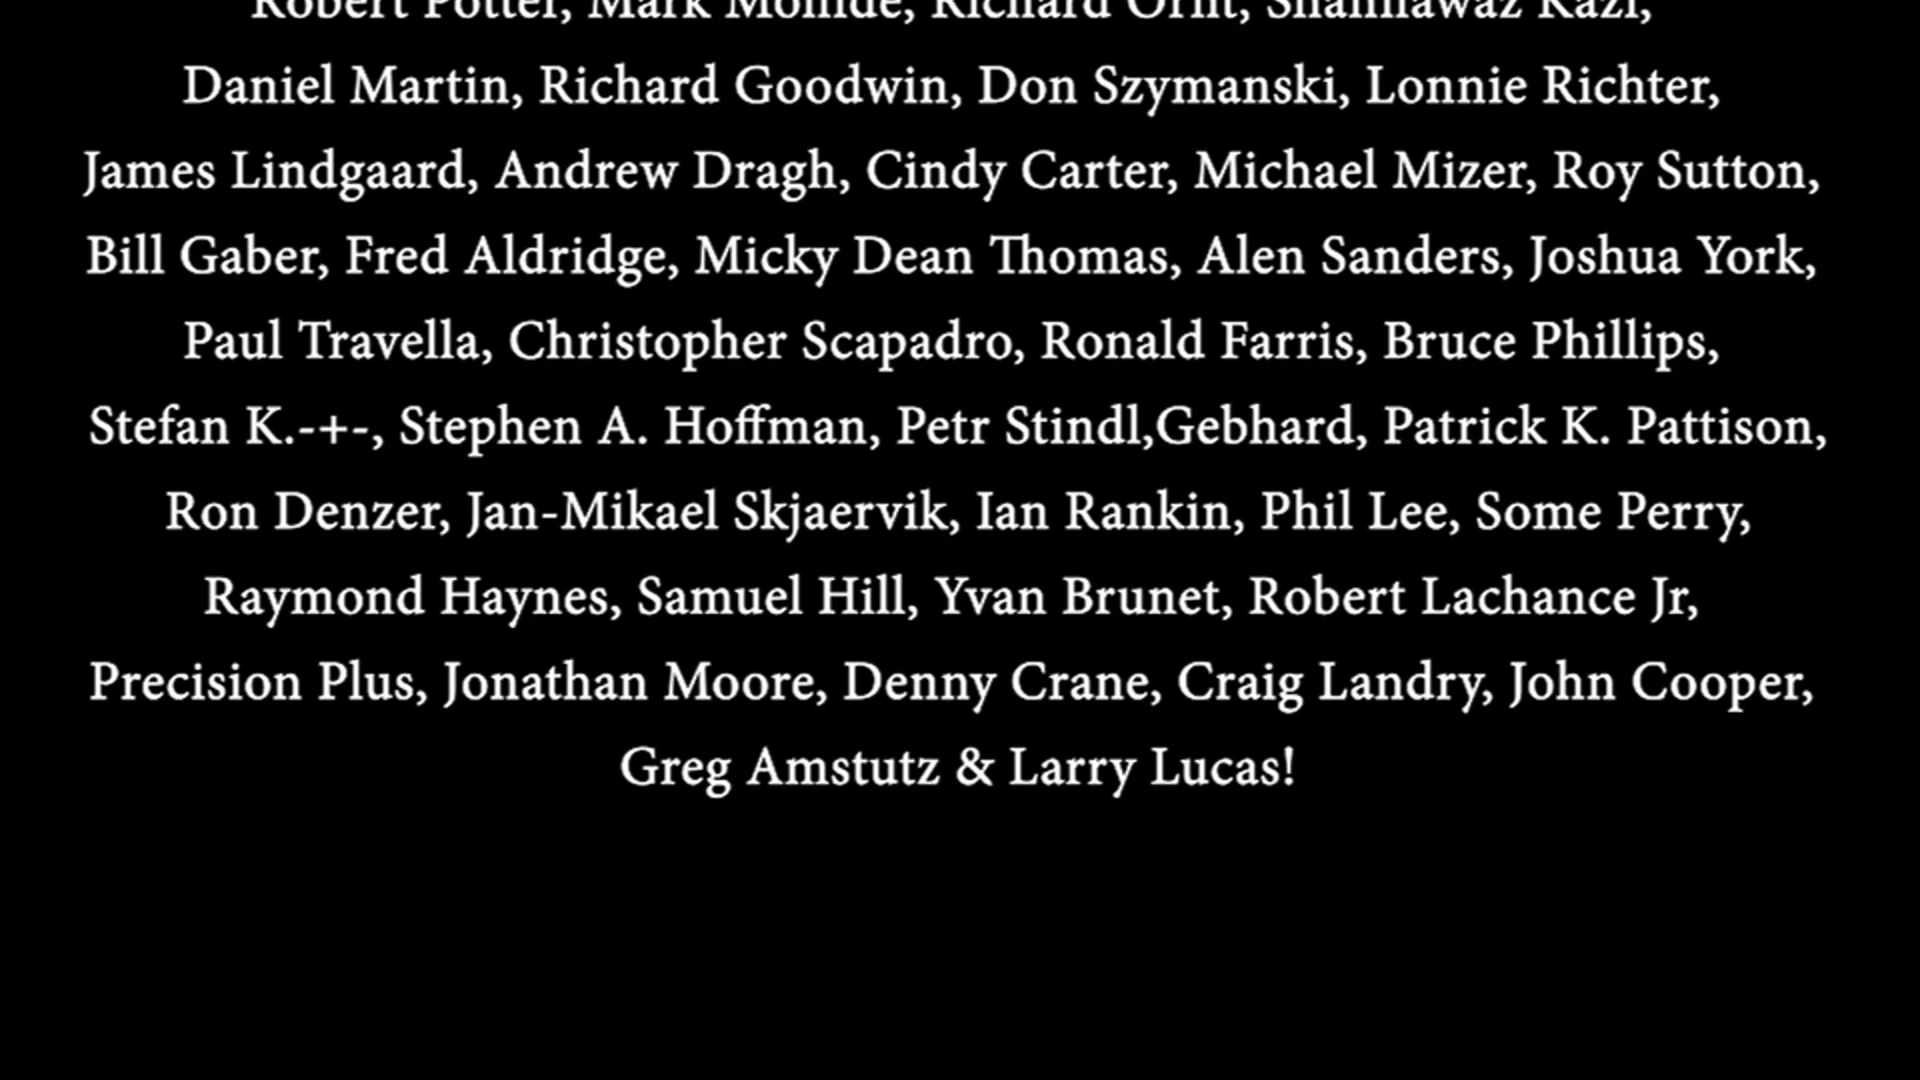 Robert Potter, Mark Richard
Daniel Martin, Richard Goodwin, Don Szymanski, Lonnie Richter,
James Lindgaard, Andrew Dragh, Cindy Carter, Michael Mizer, Roy Sutton,
Bill Gaber, Fred Aldridge, Micky Dean Thomas, Alen Sanders, Joshua York,
Paul Travella, Christopher Scapadro, Ronald Farris, Bruce Phillips,
Stefan K.-+-, Stephen A. Hoffman, Petr Stindl,Gebhard, Patrick K. Pattison,
Ron Denzer, Jan-Mikael Skjaervik, Ian Rankin, Phil Lee, Some Perry,
Raymond Haynes, Samuel Hill, Yvan Brunet, Robert Lachance Jr,
Precision Plus, Jonathan Moore, Denny Crane, Craig Landry, John Cooper,
Greg Amstutz & Larry Lucas!